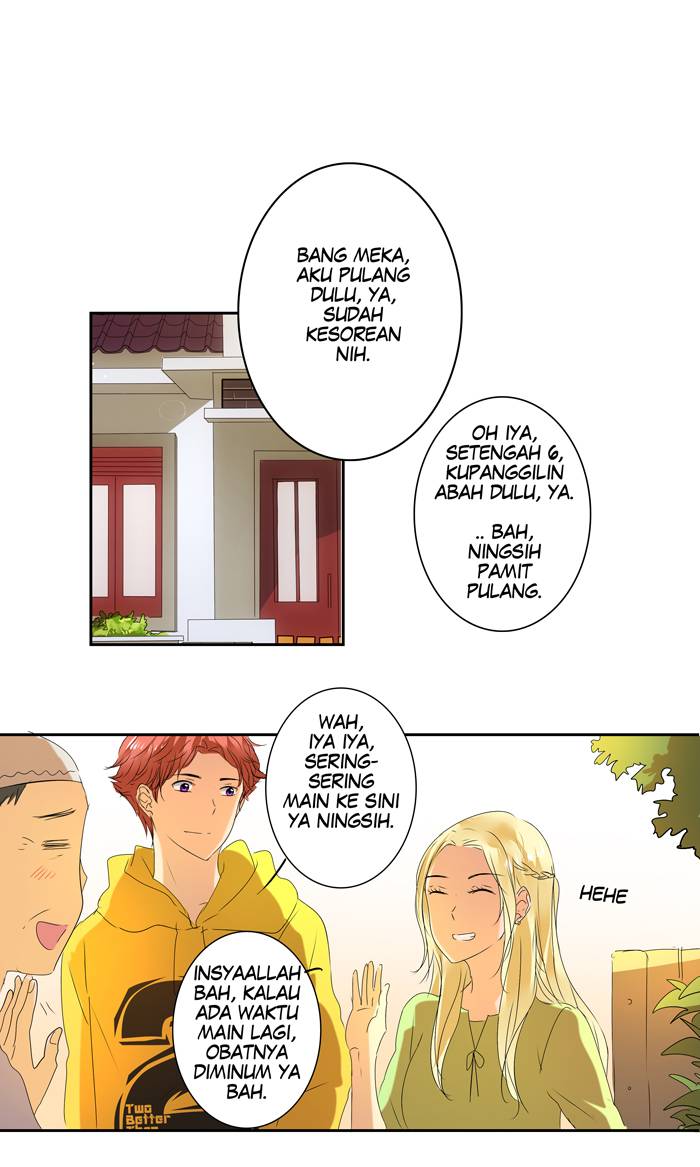 BANG MEKA,
AKU PULANG
DULU, YA,
SUDAH
KESOREAN
NIH.
OH IYA,
SETENGAH 6,
KUPANGGILIN
ABAH DULU, YA.
.. BAH,
NINGSIH
PAMIT
PULANG.
WAH,
IYA IYA,
SERING-
SERING
MAIN KE SINI
YA NINGSIH.
HEHE
INSYAALLAH
BAH, KALAU
ADA WAKTU
MAIN LAGI,
OBATNYA
DIMINUM YA
BAH.
TWO
BETTER